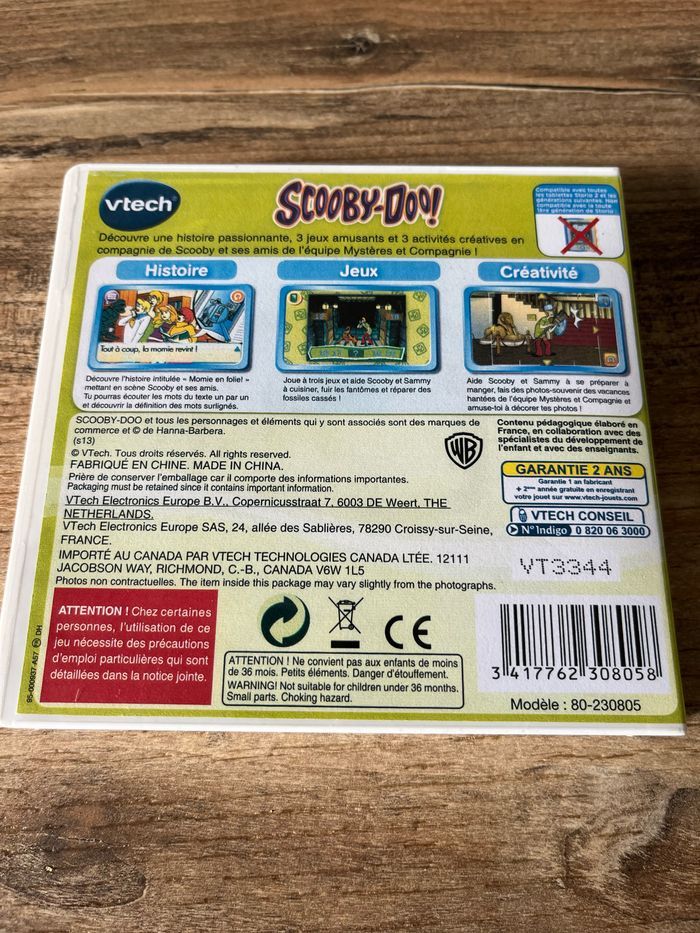 vtech
SCOOBY-DOO!
Compatible avec toutes
les tablettes Storio 2 et les
générations suivantes. Non
compatible avec la toute
1ère génération de Storio
Découvre une histoire passionnante, 3 jeux amusants et 3 activités créatives en
compagnie de Scooby et ses amis de l'équipe Mystères et Compagnie !
Histoire
Jeux
Créativité
Tout à coup, la momie revint !
Découvre l'histoire intitulée « Momie en folie! »
mettant en scène Scooby et ses amis.
Tu pourras écouter les mots du texte un par un
et découvrir la définition des mots surlignés.
Joue à trois jeux et aide Scooby et Sammy
à cuisiner, fuir les fantômes et réparer des
fossiles cassés !
Aide Scooby et Sammy à se préparer à
manger, fais des photos-souvenir des vacances
hantées de l'équipe Mystères et Compagnie et
amuse-toi à décorer tes photos !
SCOOBY-DOO et tous les personnages et éléments qui y sont associés sont des marques de
commerce et © de Hanna-Barbera.
(s13)
© VTech. Tous droits réservés. All rights reserved.
FABRIQUÉ EN CHINE. MADE IN CHINA.
Prière de conserver l'emballage car il comporte des informations importantes.
Packaging must be retained since it contains important information.
VTech Electronics Europe B.V., Copernicusstraat 7, 6003 DE Weert, THE
NETHERLANDS.
VTech Electronics Europe SAS, 24, allée des Sablières, 78290 Croissy-sur-Seine,
FRANCE.
IMPORTÉ AU CANADA PAR VTECH TECHNOLOGIES CANADA LTÉE. 12111
JACOBSON WAY, RICHMOND, C.-B., CANADA V6W 1L5
Photos non contractuelles. The item inside this package may vary slightly from the photographs.
WB
Contenu pédagogique élaboré en
France, en collaboration avec des
spécialistes du développement de
l'enfant et avec des enseignants.
GARANTIE 2 ANS
Garantie 1 an fabricant
+ 2ème année gratuite en enregistrant
votre jouet sur www.vtech-jouets.com
VTECH CONSEIL
N° Indigo 0 820 06 3000
VT3344
ATTENTION ! Chez certaines
personnes, l'utilisation de ce
jeu nécessite des précautions
d'emploi particulières qui sont
détaillées dans la notice jointe.
CE
ATTENTION ! Ne convient pas aux enfants de moins
de 36 mois. Petits éléments. Danger d'étouffement.
WARNING! Not suitable for children under 36 months.
Small parts. Choking hazard.
3 417762 308058
Modèle : 80-230805